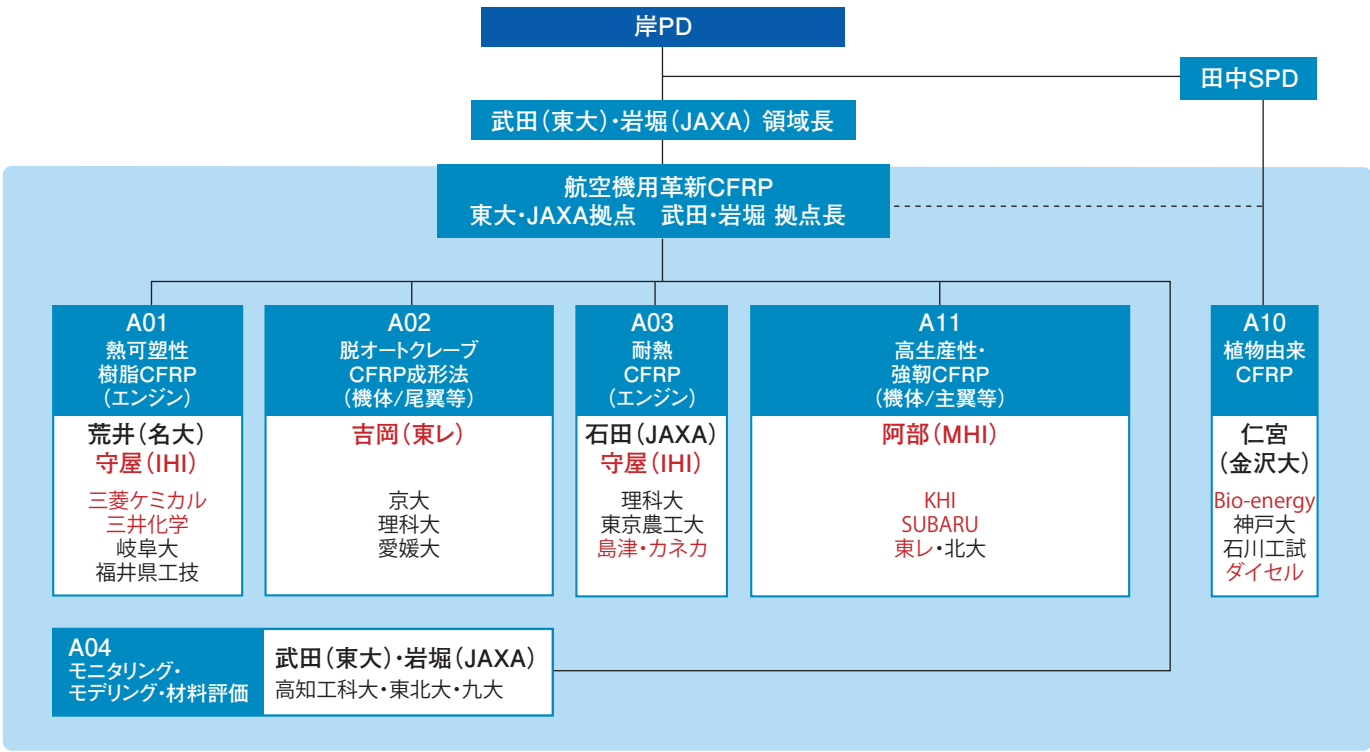 岸PD
田中SPD
武田(東大)・岩堀(JAXA) 領域長
航空機用革新CFRP
東大・JAXA拠点 武田・岩堀 拠点長
A01
熱可塑性
樹脂CFRP
(エンジン)
荒井(名大)
守屋(IHI)
三菱ケミカル
三井化学
岐阜大
福井県工技
A02
脱オートクレーブ
CFRP成形法
(機体/尾翼等)
吉岡(東レ)
京大
理科大
愛媛大
A03
耐熱
CFRP
(エンジン)
石田(JAXA)
守屋(IHI)
理科大
東京農工大
島津・カネカ
A11
高生産性・
強靭CFRP
(機体/主翼等)
阿部(MHI)
KHI
SUBARU
東レ・北大
A10
植物由来
CFRP
仁宮
(金沢大)
Bio-energy
神戸大
石川工試
ダイセル
A04
モニタリング・
モデリング・材料評価
武田(東大)・岩堀(JAXA)
高知工科大・東北大・九大